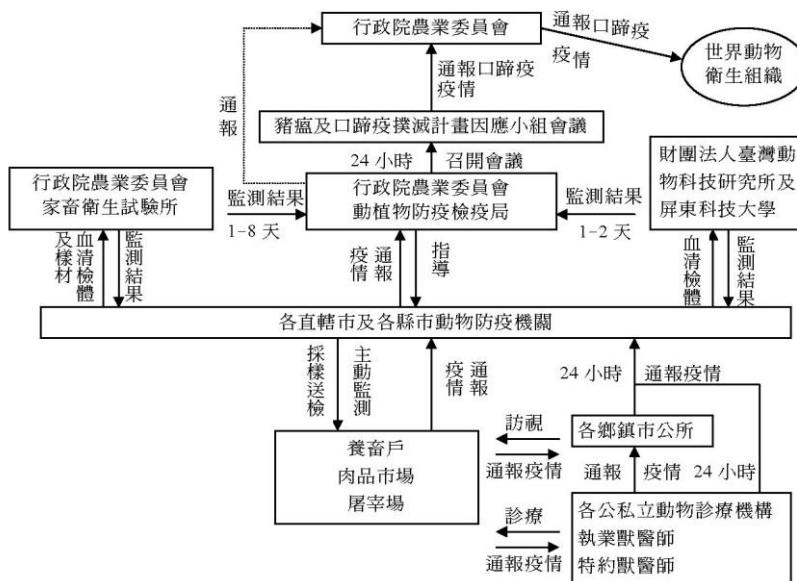 行政院農業委員會
通報口蹄疫
疫情
世界動物
衛生組織
通報
通報口蹄疫
疫情
豬瘟及口蹄疫撲滅計畫因應小組會議
24 小時 召開會議
行政院農業委員會
家畜衛生試驗所
監測結果
1–8 天
行政院農業委員會
動植物防疫檢疫局
監測結果
1–2 天
財團法人臺灣動
物科技研究所及
屏東科技大學
血清檢體
及樣材
監測結果
通報
疫情
指導
血清檢體
監測結果
各直轄市及各縣市動物防疫機關
主動監測
採樣送檢
通報
疫情
24 小時 通報疫情
訪視
通報疫情
各鄉鎮市公所
養畜戶
肉品市場
屠宰場
通報 疫情 24 小時
診療
通報疫情
各公私立動物診療機構
執業獸醫師
特約獸醫師